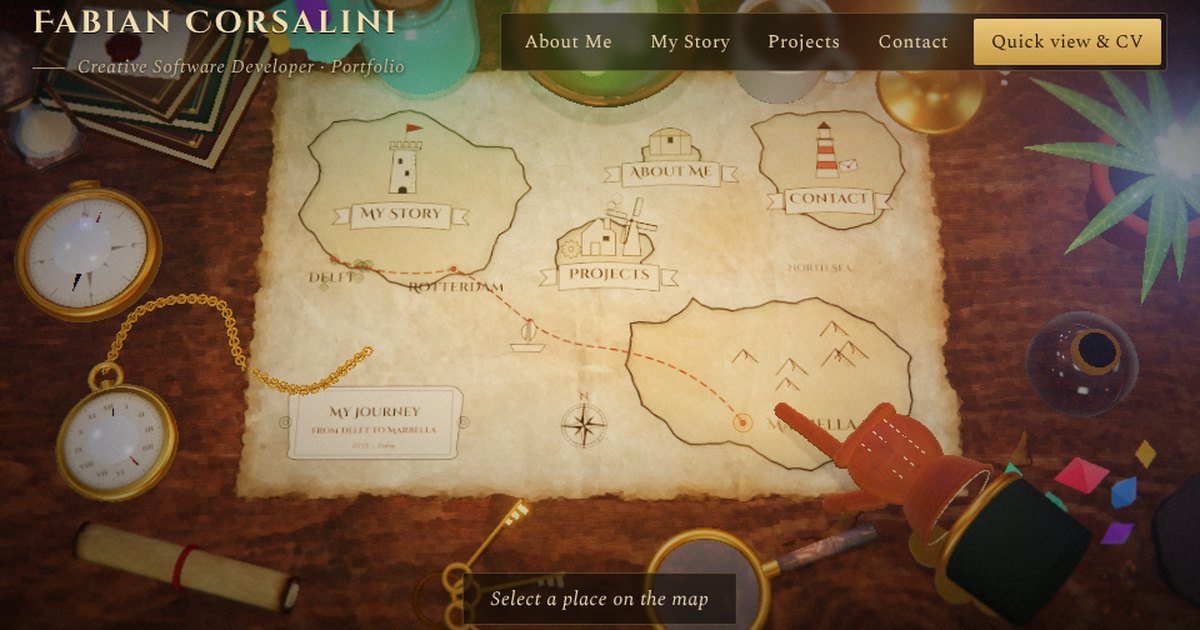 FABIAN CORSALINI
Creative Software Developer · Portfolio
About Me
My Story
Projects
Contact
Quick view & CV
MY STORY
ABOUT ME
CONTACT
PROJECTS
DELFT
ROTTERDAM
NORTH SEA
MY JOURNEY
FROM DELFT TO MARBELLA
N
Select a place on the map